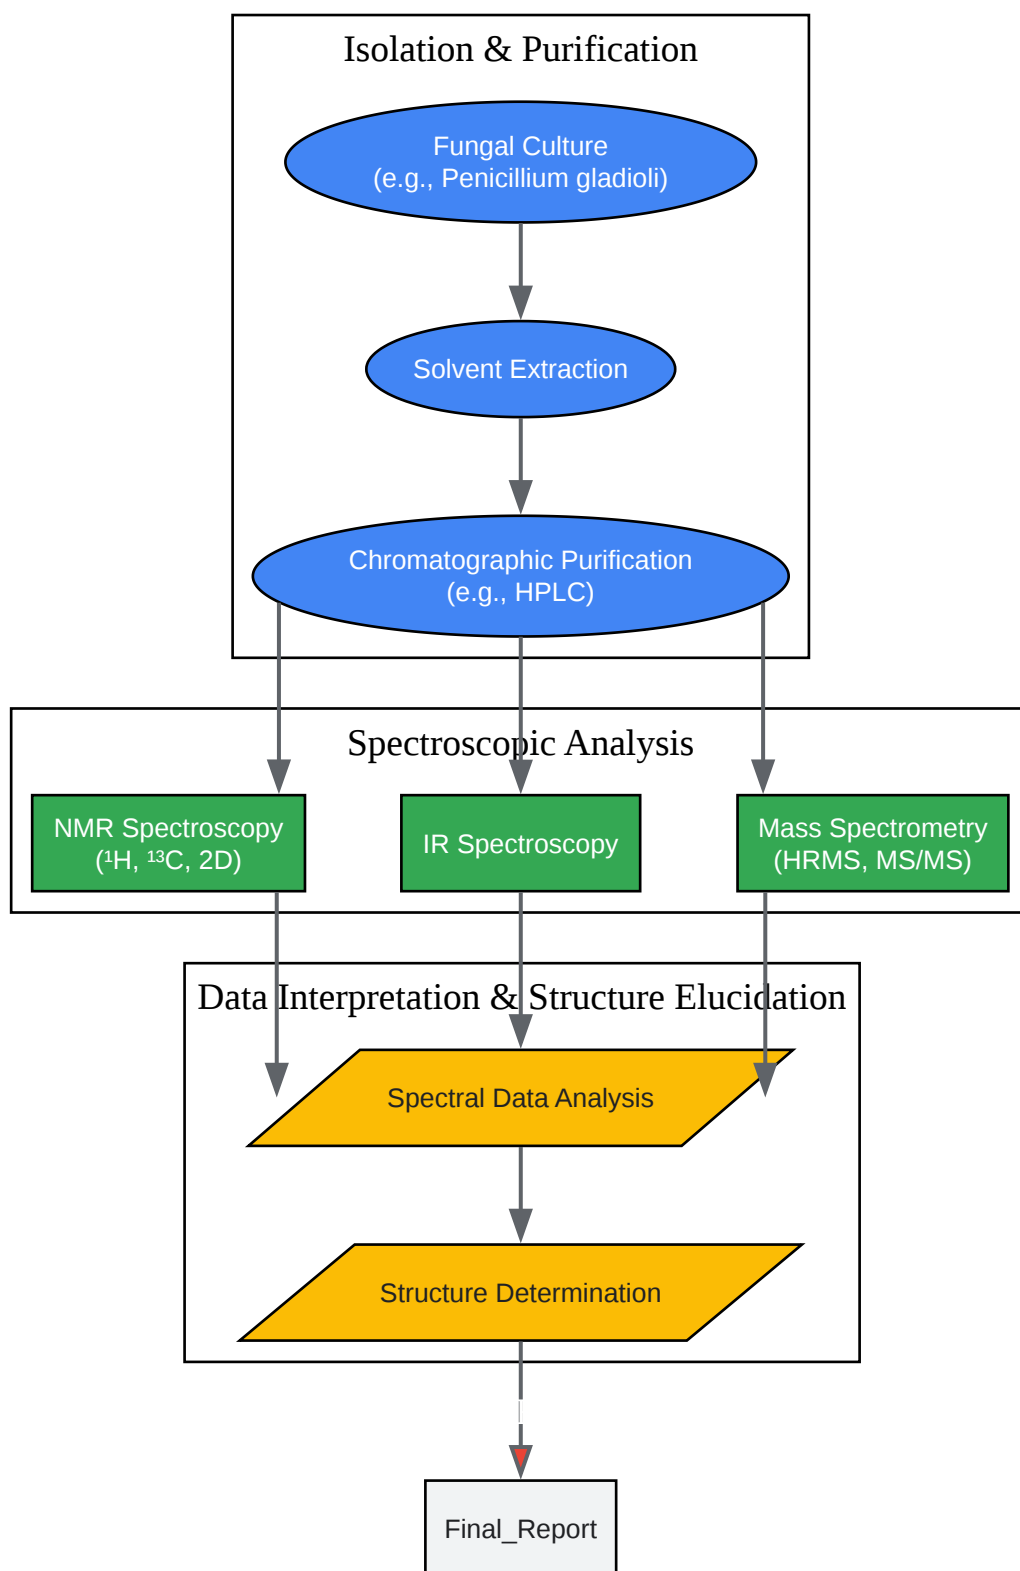 Isolation & Purification
Fungal Culture
(e.g., Penicillium gladioli)
Solvent Extraction
Chromatographic Purification
(e.g., HPLC)
Spectroscopic Analysis
NMR Spectroscopy
(¹H, ¹³C, 2D)
IR Spectroscopy
Mass Spectrometry
(HRMS, MS/MS)
Data Interpretation & Structure Elucidation
Spectral Data Analysis
Structure Determination
Final_Report